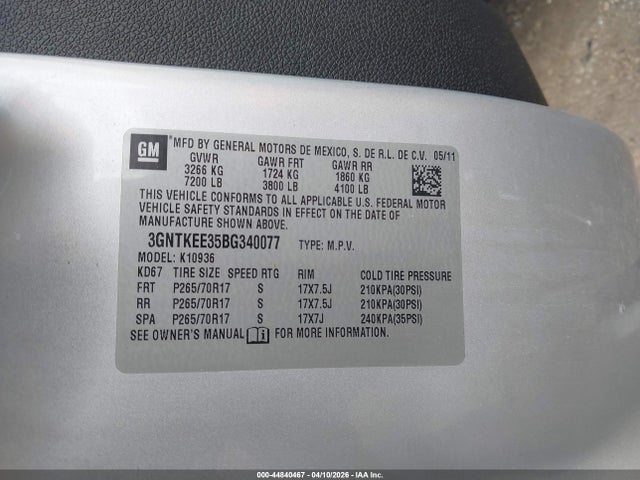 GM
MFD BY GENERAL MOTORS DE MEXICO, S. DE R.L. DE C.V. 05/11
GVWR GAWR FRT GAWR RR
3266 KG 1724 KG 1860 KG
7200 LB 3800 LB 4100 LB
THIS VEHICLE CONFORMS TO ALL APPLICABLE U.S. FEDERAL MOTOR
VEHICLE SAFETY STANDARDS IN EFFECT ON THE DATE OF
MANUFACTURE SHOWN ABOVE.
3GNTKEE35BG340077 TYPE: M.P.V.
MODEL: K10936
KD67 TIRE SIZE SPEED RTG RIM COLD TIRE PRESSURE
FRT P265/70R17 S 17X7.5J 210KPA(30PSI)
RR P265/70R17 S 17X7.5J 210KPA(30PSI)
SPA P265/70R17 S 17X7J 240KPA(35PSI)
SEE OWNER'S MANUAL FOR MORE INFORMATION.
000-44840467 - 04/10/2026 - IAA Inc.